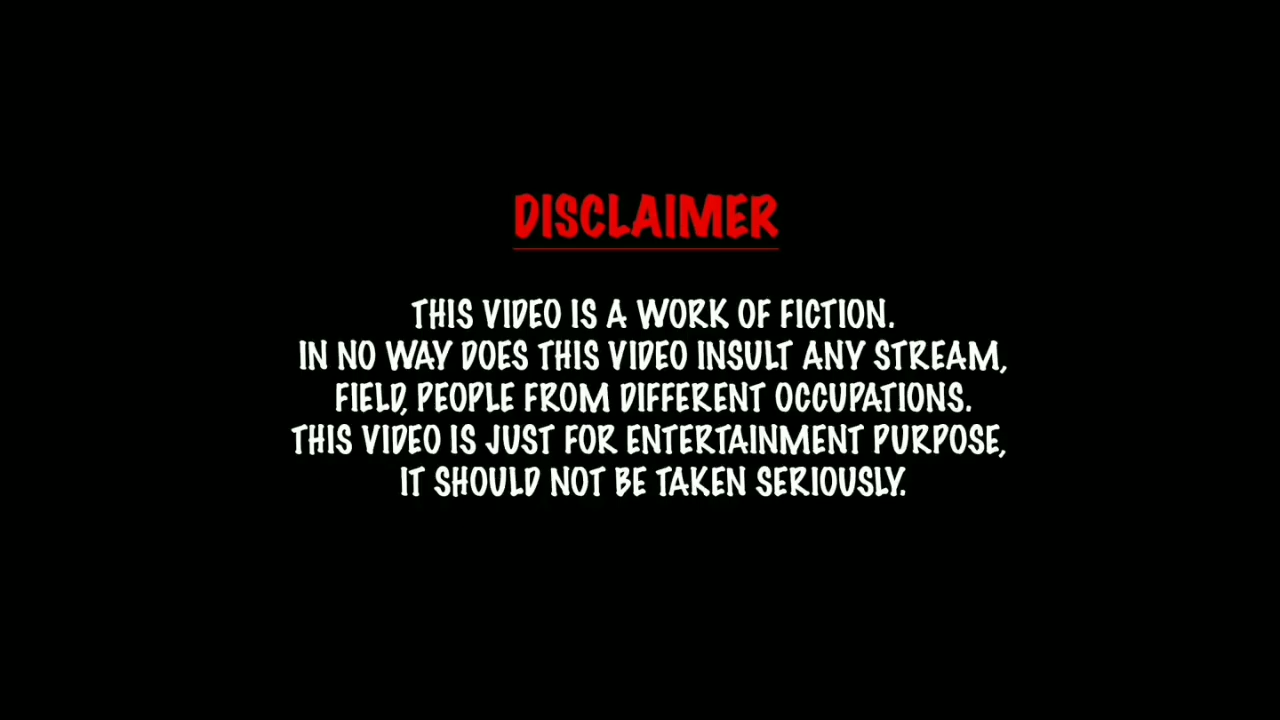 DISCLAIMER
THIS VIDEO IS A WORK OF FICTION.
IN NO WAY DOES THIS VIDEO INSULT ANY STREAM,
FIELD, PEOPLE FROM DIFFERENT OCCUPATIONS.
THIS VIDEO IS JUST FOR ENTERTAINMENT PURPOSE,
IT SHOULD NOT BE TAKEN SERIOUSLY.